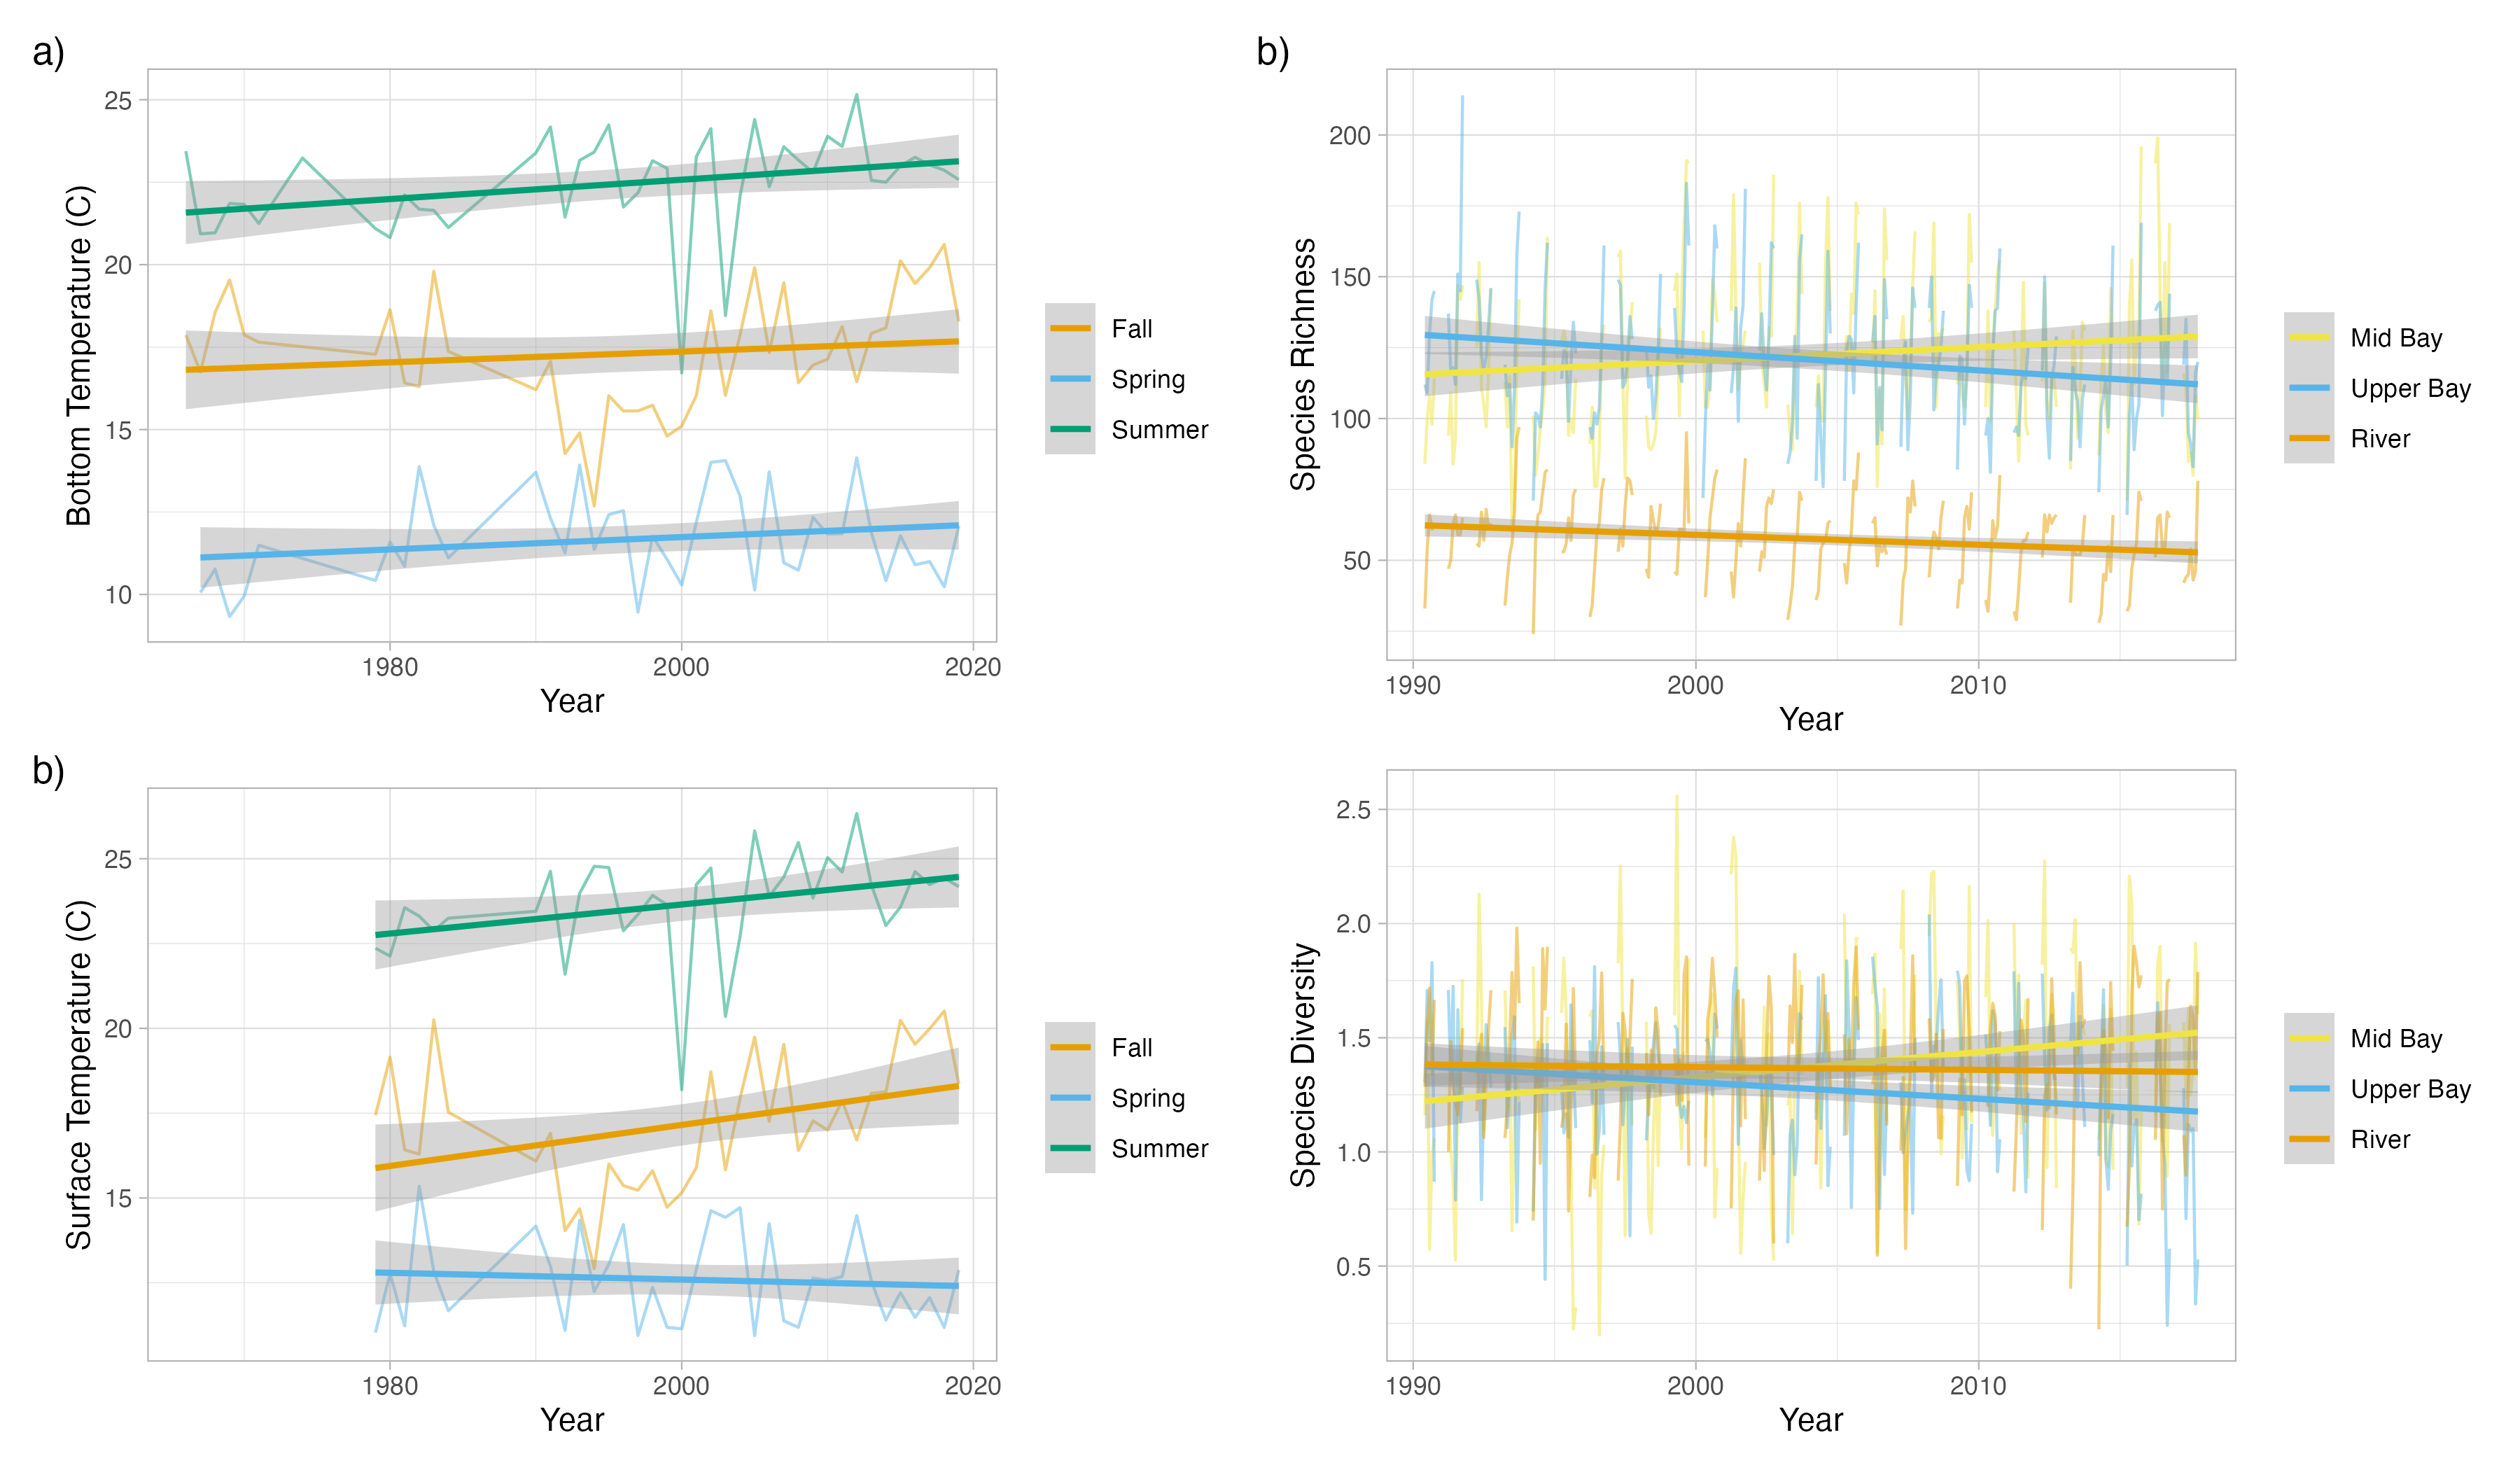 a)
25
20
15
10
Bottom Temperature (C)
1980
2000
2020
Year
Fall
Spring
Summer
b)
200
150
100
50
Species Richness
1990
2000
2010
Year
Mid Bay
Upper Bay
River
b)
25
20
15
Surface Temperature (C)
1980
2000
2020
Year
Fall
Spring
Summer
2.5
2.0
1.5
1.0
0.5
Species Diversity
1990
2000
2010
Year
Mid Bay
Upper Bay
River